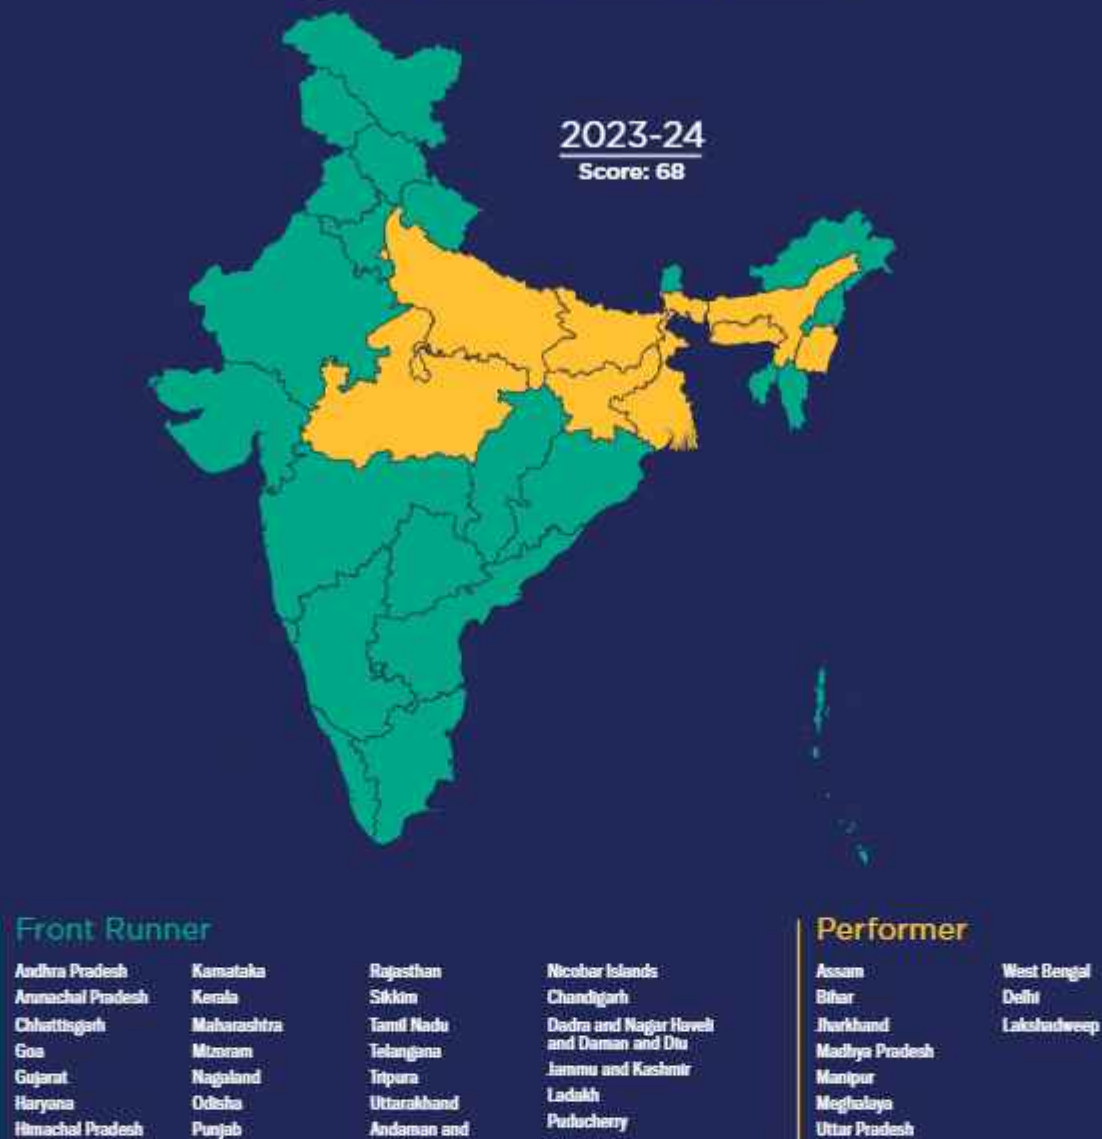 2023-24
Score: 68
Front Runner
Andhra Pradesh
Arunachal Pradesh
Chhattisgarh
Goa
Gujarat
Haryana
Himachal Pradesh
Karnataka
Kerala
Maharashtra
Mizoram
Nagaland
Odisha
Punjab
Rajasthan
Sikkim
Tamil Nadu
Telangana
Tripura
Uttarakhand
Andaman and
Nicobar Islands
Chandigarh
Dadra and Nagar Haveli
and Daman and Diu
Jammu and Kashmir
Ladakh
Puducherry
Performer
Assam
Bihar
Jharkhand
Madhya Pradesh
Manipur
Meghalaya
Uttar Pradesh
West Bengal
Delhi
Lakshadweep